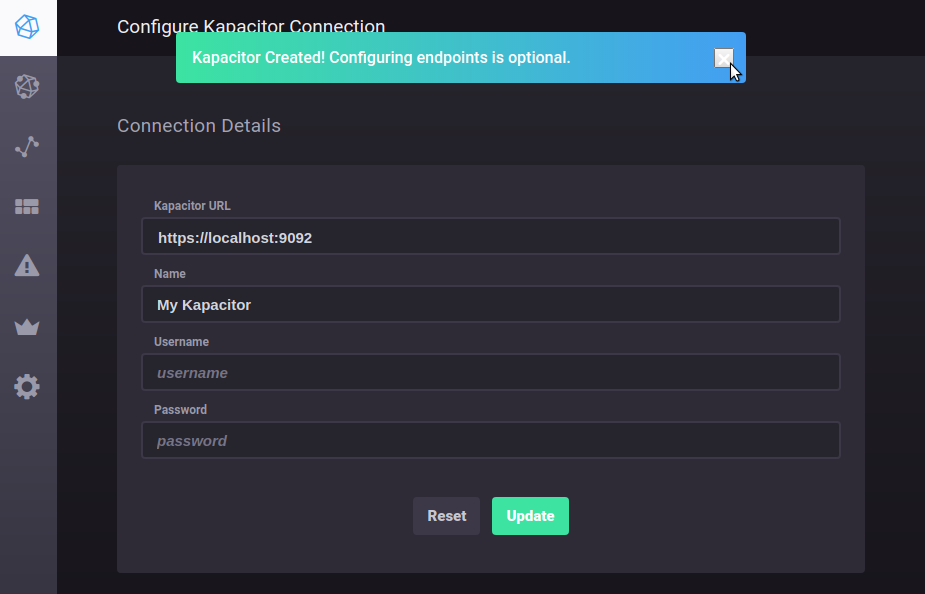 Configure Kapacitor Connection
Kapacitor Created! Configuring endpoints is optional.
Connection Details
Kapacitor URL
https://localhost:9092
Name
My Kapacitor
Username
username
Password
password
Reset
Update